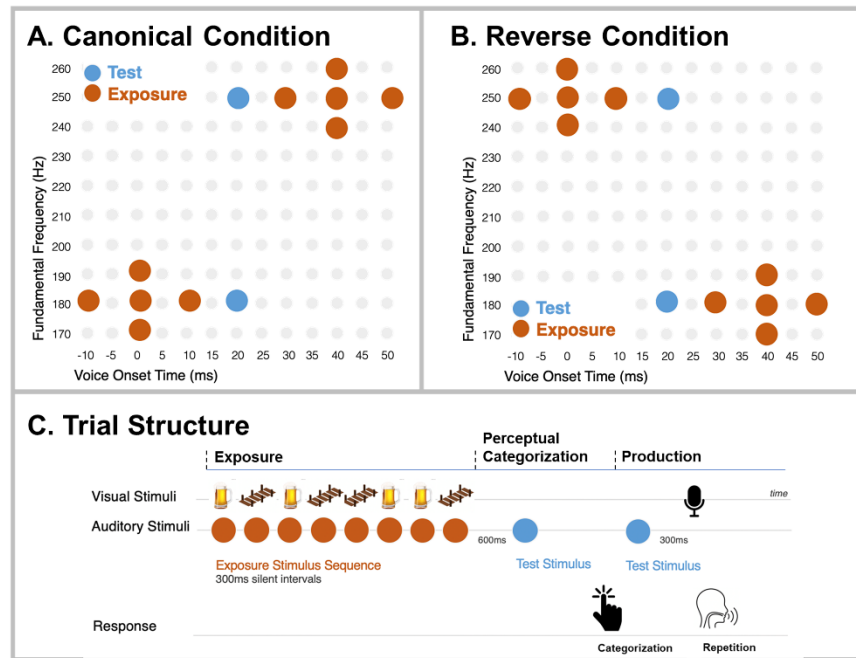 A. Canonical Condition
Fundamental Frequency (Hz)
260
250
240
230
220
210
200
190
180
170
Test
Exposure
-10 -5 0 5 10 15 20 25 30 35 40 45 50
Voice Onset Time (ms)
B. Reverse Condition
Fundamental Frequency (Hz)
260
250
240
230
220
210
200
190
180
170
Test
Exposure
-10 -5 0 5 10 15 20 25 30 35 40 45 50
Voice Onset Time (ms)
C. Trial Structure
Exposure
Perceptual
Categorization
Production
Visual Stimuli
time
Auditory Stimuli
600ms
300ms
Exposure Stimulus Sequence
300ms silent intervals
Test Stimulus
Test Stimulus
Response
Categorization
Repetition